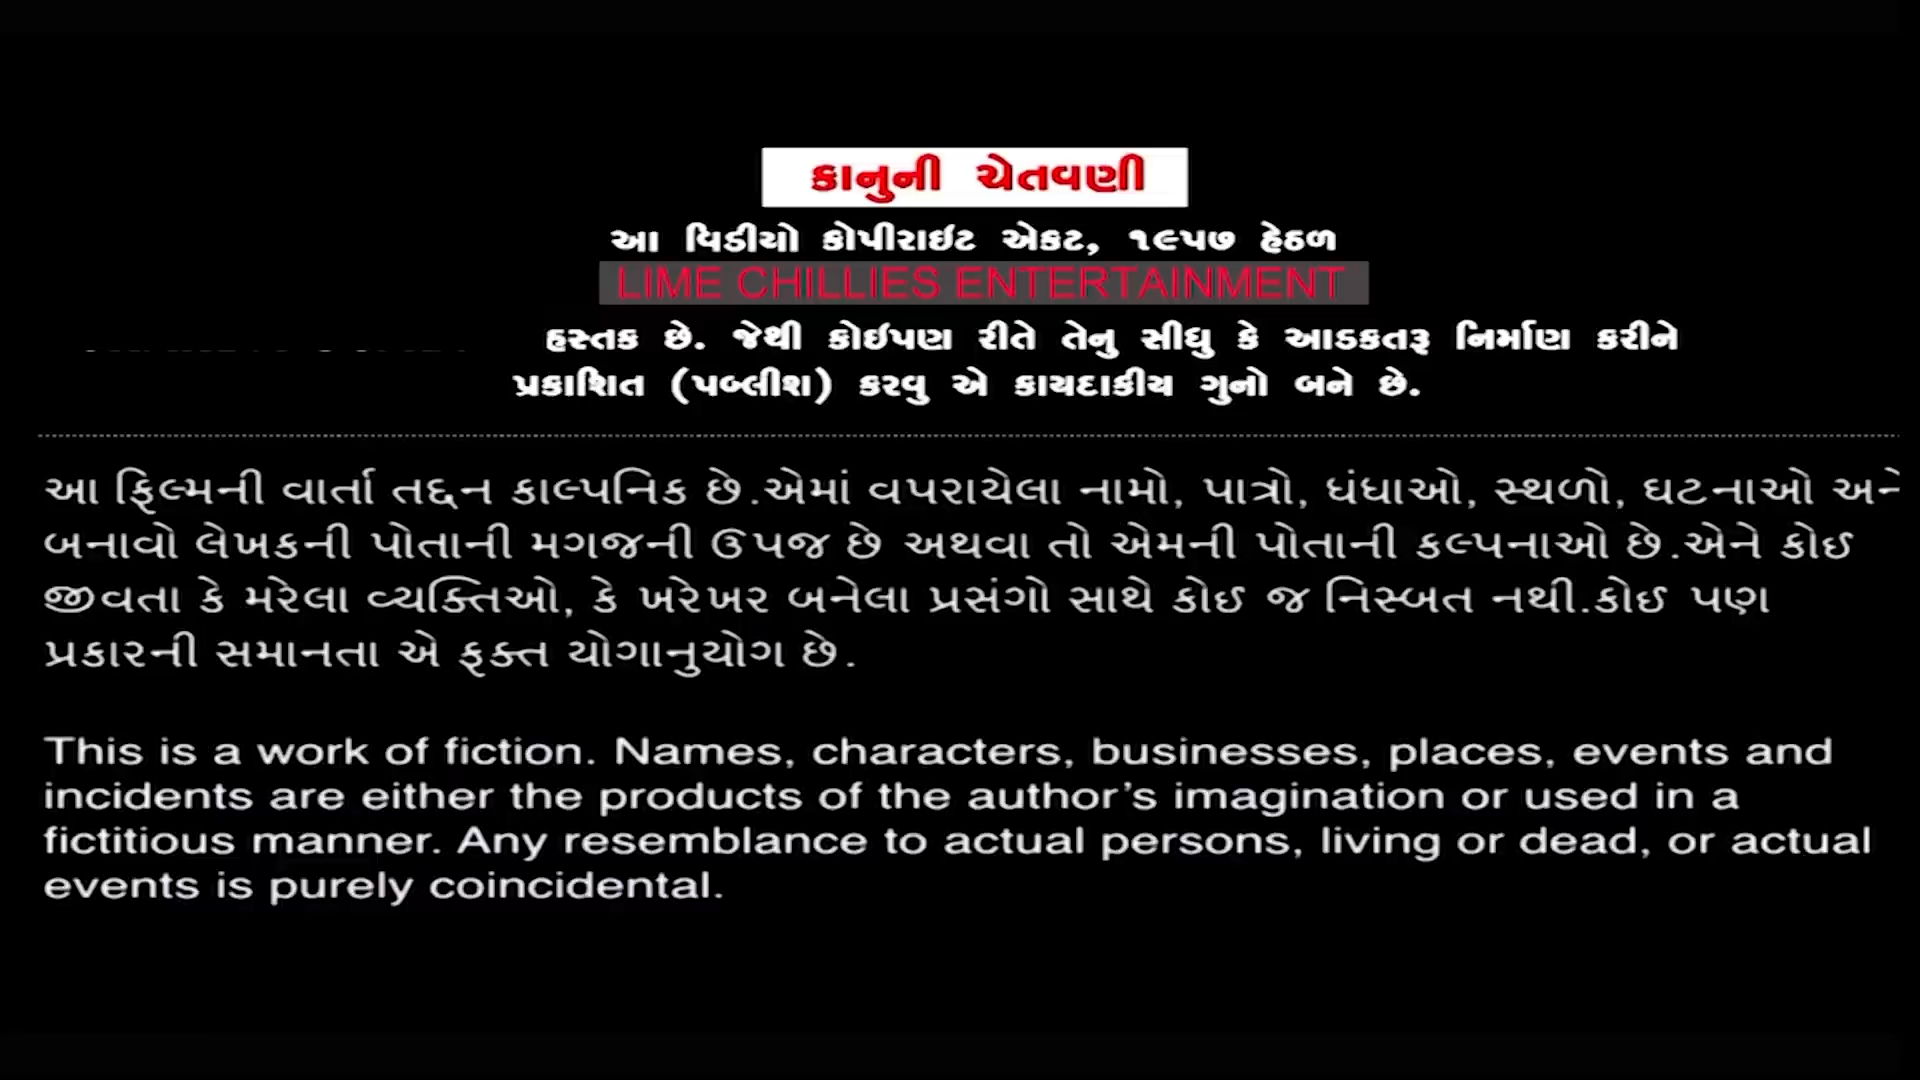 કાનુની ચેતવણી
આ વિડીયો કોપીરાઇટ એકટ, ૧૯૫૭ હેઠળ
LIME CHILLIES ENTERTAINMENT
હસ્તક છે. જેથી કોઇપણ રીતે તેનુ સીધુ કે આડકતરૂ નિર્માણ કરીને
પ્રકાશિત (પબ્લીશ) કરવુ એ કાયદાકીય ગુનો બને છે.
આ ફિલ્મની વાર્તા તદ્દન કાલ્પનિક છે.એમાં વપરાયેલા નામો, પાત્રો, ધંધાઓ, સ્થળો, ઘટનાઓ અને
બનાવો લેખકની પોતાની મગજની ઉપજ છે અથવા તો એમની પોતાની કલ્પનાઓ છે.એને કોઈ
જીવતા કે મરેલા વ્યક્તિઓ, કે ખરેખર બનેલા પ્રસંગો સાથે કોઈ જ નિસ્બત નથી.કોઈ પણ
પ્રકારની સમાનતા એ ફક્ત યોગાનુયોગ છે.
This is a work of fiction. Names, characters, businesses, places, events and
incidents are either the products of the author’s imagination or used in a
fictitious manner. Any resemblance to actual persons, living or dead, or actual
events is purely coincidental.